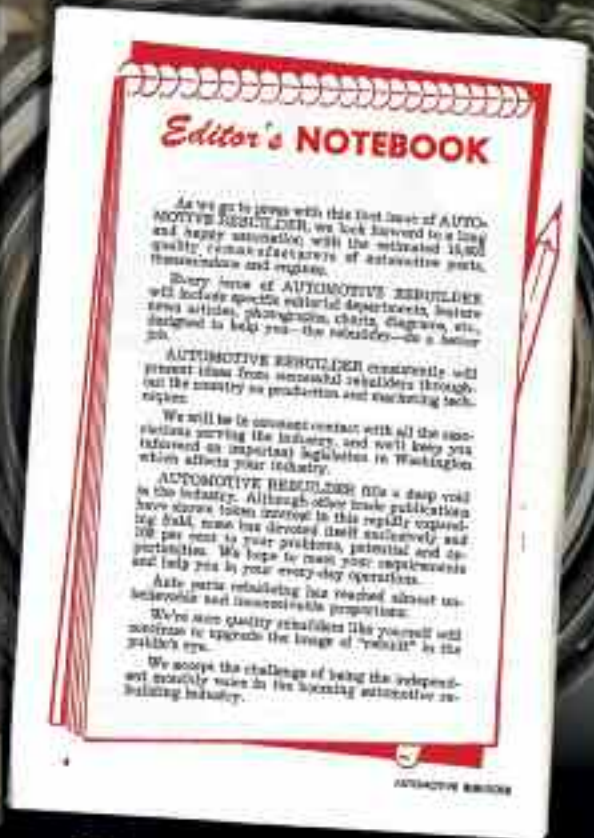 Editor's NOTEBOOK
As we go to press with this first issue of AUTO-
MOTIVE REBUILDER, we look forward to a long
and happy association with the estimated
quality remanufacturers of automotive parts,
transmissions and engines.
Every issue of AUTOMOTIVE REBUILDER
will include specific editorial departments, feature
news articles, photographs, charts, diagrams, etc.,
designed to help you—the rebuilder—do a better
job.
AUTOMOTIVE REBUILDER consistently will
present ideas from successful rebuilders through-
out the country on production and marketing tech-
niques.
We will be in constant contact with all the asso-
ciations serving the industry, and we'll keep you
informed on important legislation in Washington
which affects your industry.
AUTOMOTIVE REBUILDER fills a deep void
in the industry. Although other trade publications
have shown token interest in this rapidly expand-
ing field, none has devoted itself exclusively and
100 per cent to your problems, potential and op-
portunities. We hope to meet your requirements
and help you in your every-day operations.
Auto parts rebuilding has reached almost un-
believable and inconceivable proportions.
We're sure quality rebuilders like yourself will
continue to upgrade the image of "rebuilt" in the
public's eye.
We accept the challenge of being the independ-
ent monthly voice in the booming automotive re-
building industry.
AUTOMOTIVE REBUILDER